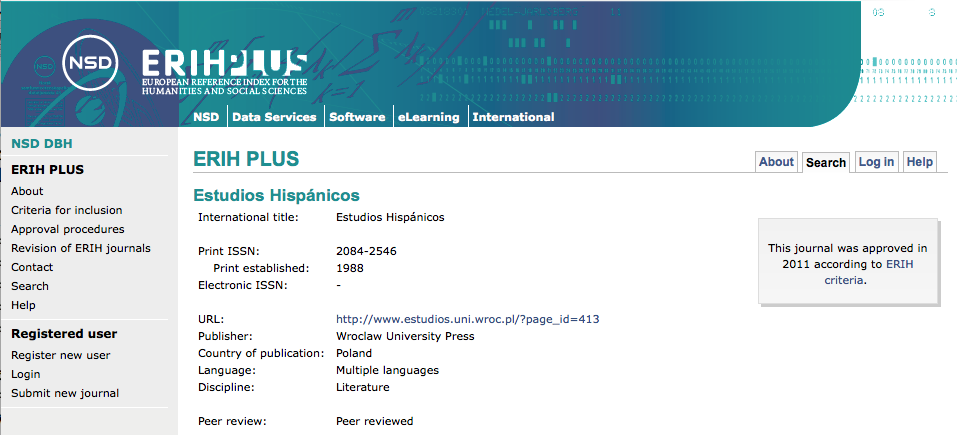 NSD
ERIHPLUS
EUROPEAN REFERENCE INDEX FOR THE
HUMANITIES AND SOCIAL SCIENCES
NSD Data Services Software eLearning International
NSD DBH
ERIH PLUS
About
Criteria for inclusion
Approval procedures
Revision of ERIH journals
Contact
Search
Help
Registered user
Register new user
Login
Submit new journal
ERIH PLUS
About Search Log in Help
Estudios Hispánicos
International title: Estudios Hispánicos
Print ISSN: 2084-2546
Print established: 1988
Electronic ISSN: -
URL: http://www.estudios.uni.wroc.pl/?page_id=413
Publisher: Wroclaw University Press
Country of publication: Poland
Language: Multiple languages
Discipline: Literature
Peer review: Peer reviewed
This journal was approved in
2011 according to ERIH
criteria.